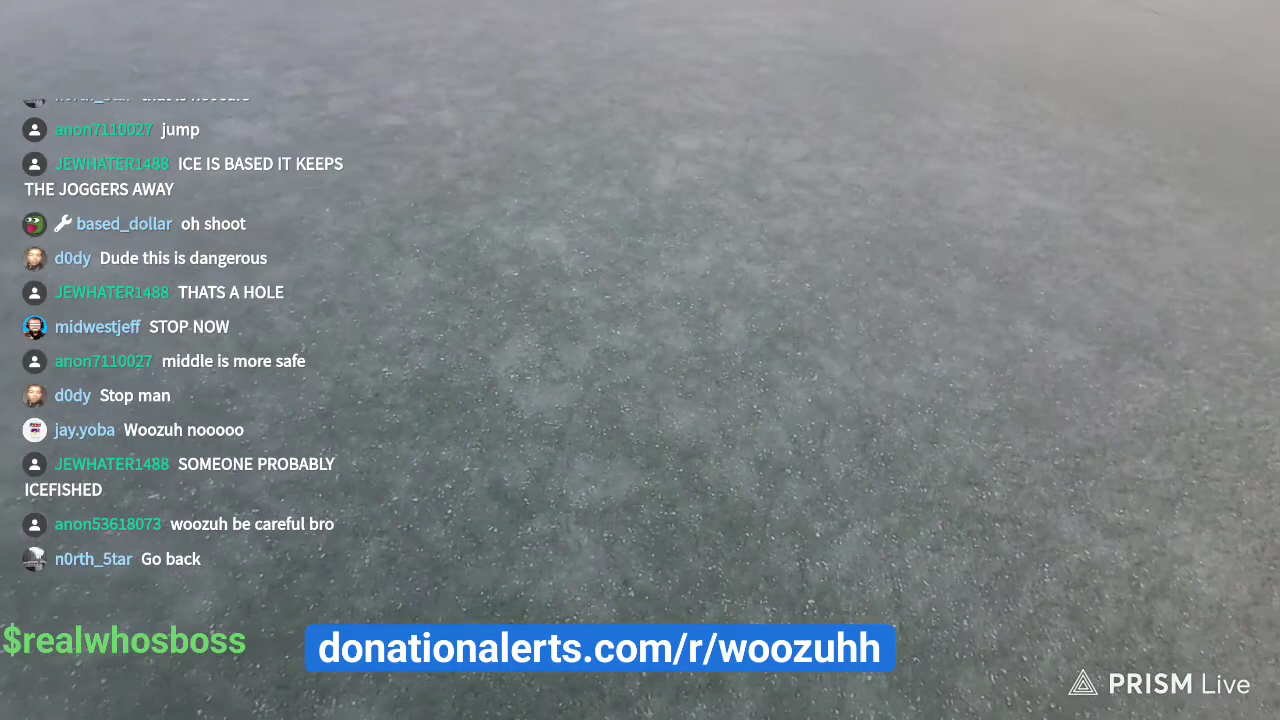 anon7110027 jump
JEWHATER1488 ICE IS BASED IT KEEPS
THE JOGGERS AWAY
based_dollar oh shoot
d0dy Dude this is dangerous
JEWHATER1488 THATS A HOLE
midwestjeff STOP NOW
anon7110027 middle is more safe
d0dy Stop man
jay.yoba Woozuh nooooo
JEWHATER1488 SOMEONE PROBABLY
ICEFISHED
anon53618073 woozuh be careful bro
n0rth_5tar Go back
$realwhosboss
donationalerts.com/r/woozuhh
PRISM Live